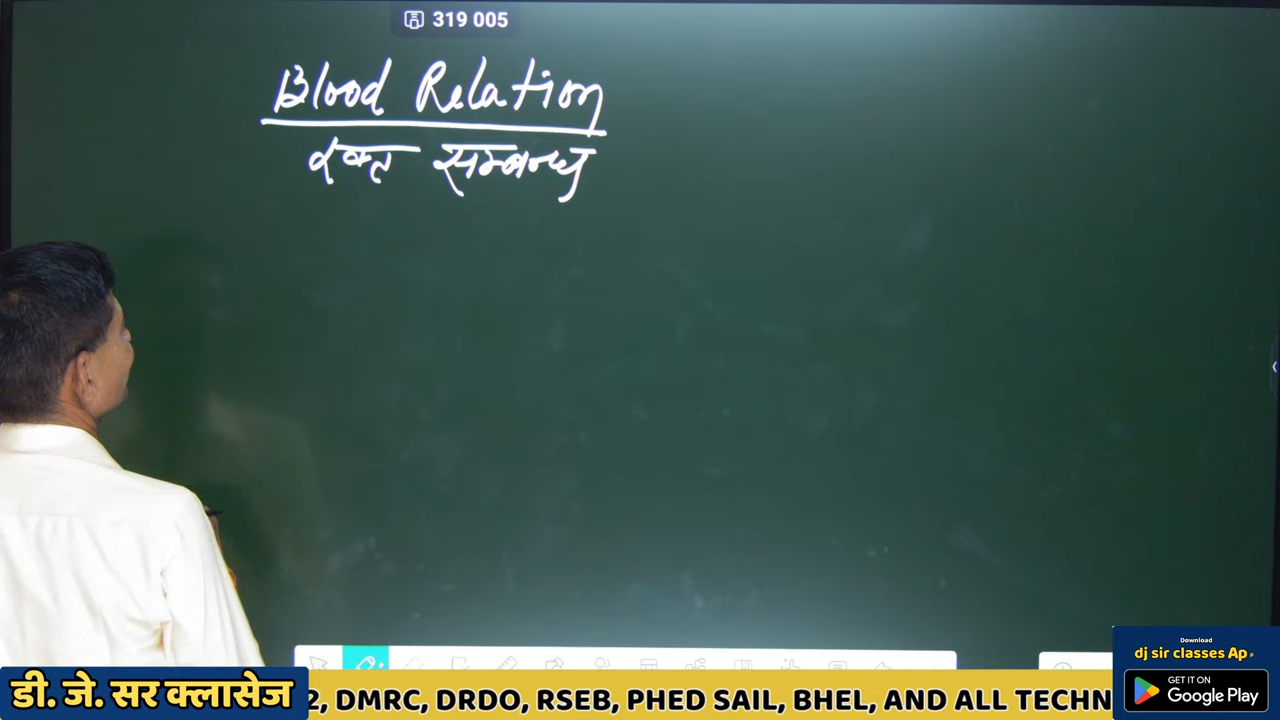 319 005
Blood Relation
रक्त सम्बन्ध
Download
dj sir classes Ap
GET IT ON
Google Play
डी. जे. सर क्लासेज
2, DMRC, DRDO, RSEB, PHED SAIL, BHEL, AND ALL TECHN